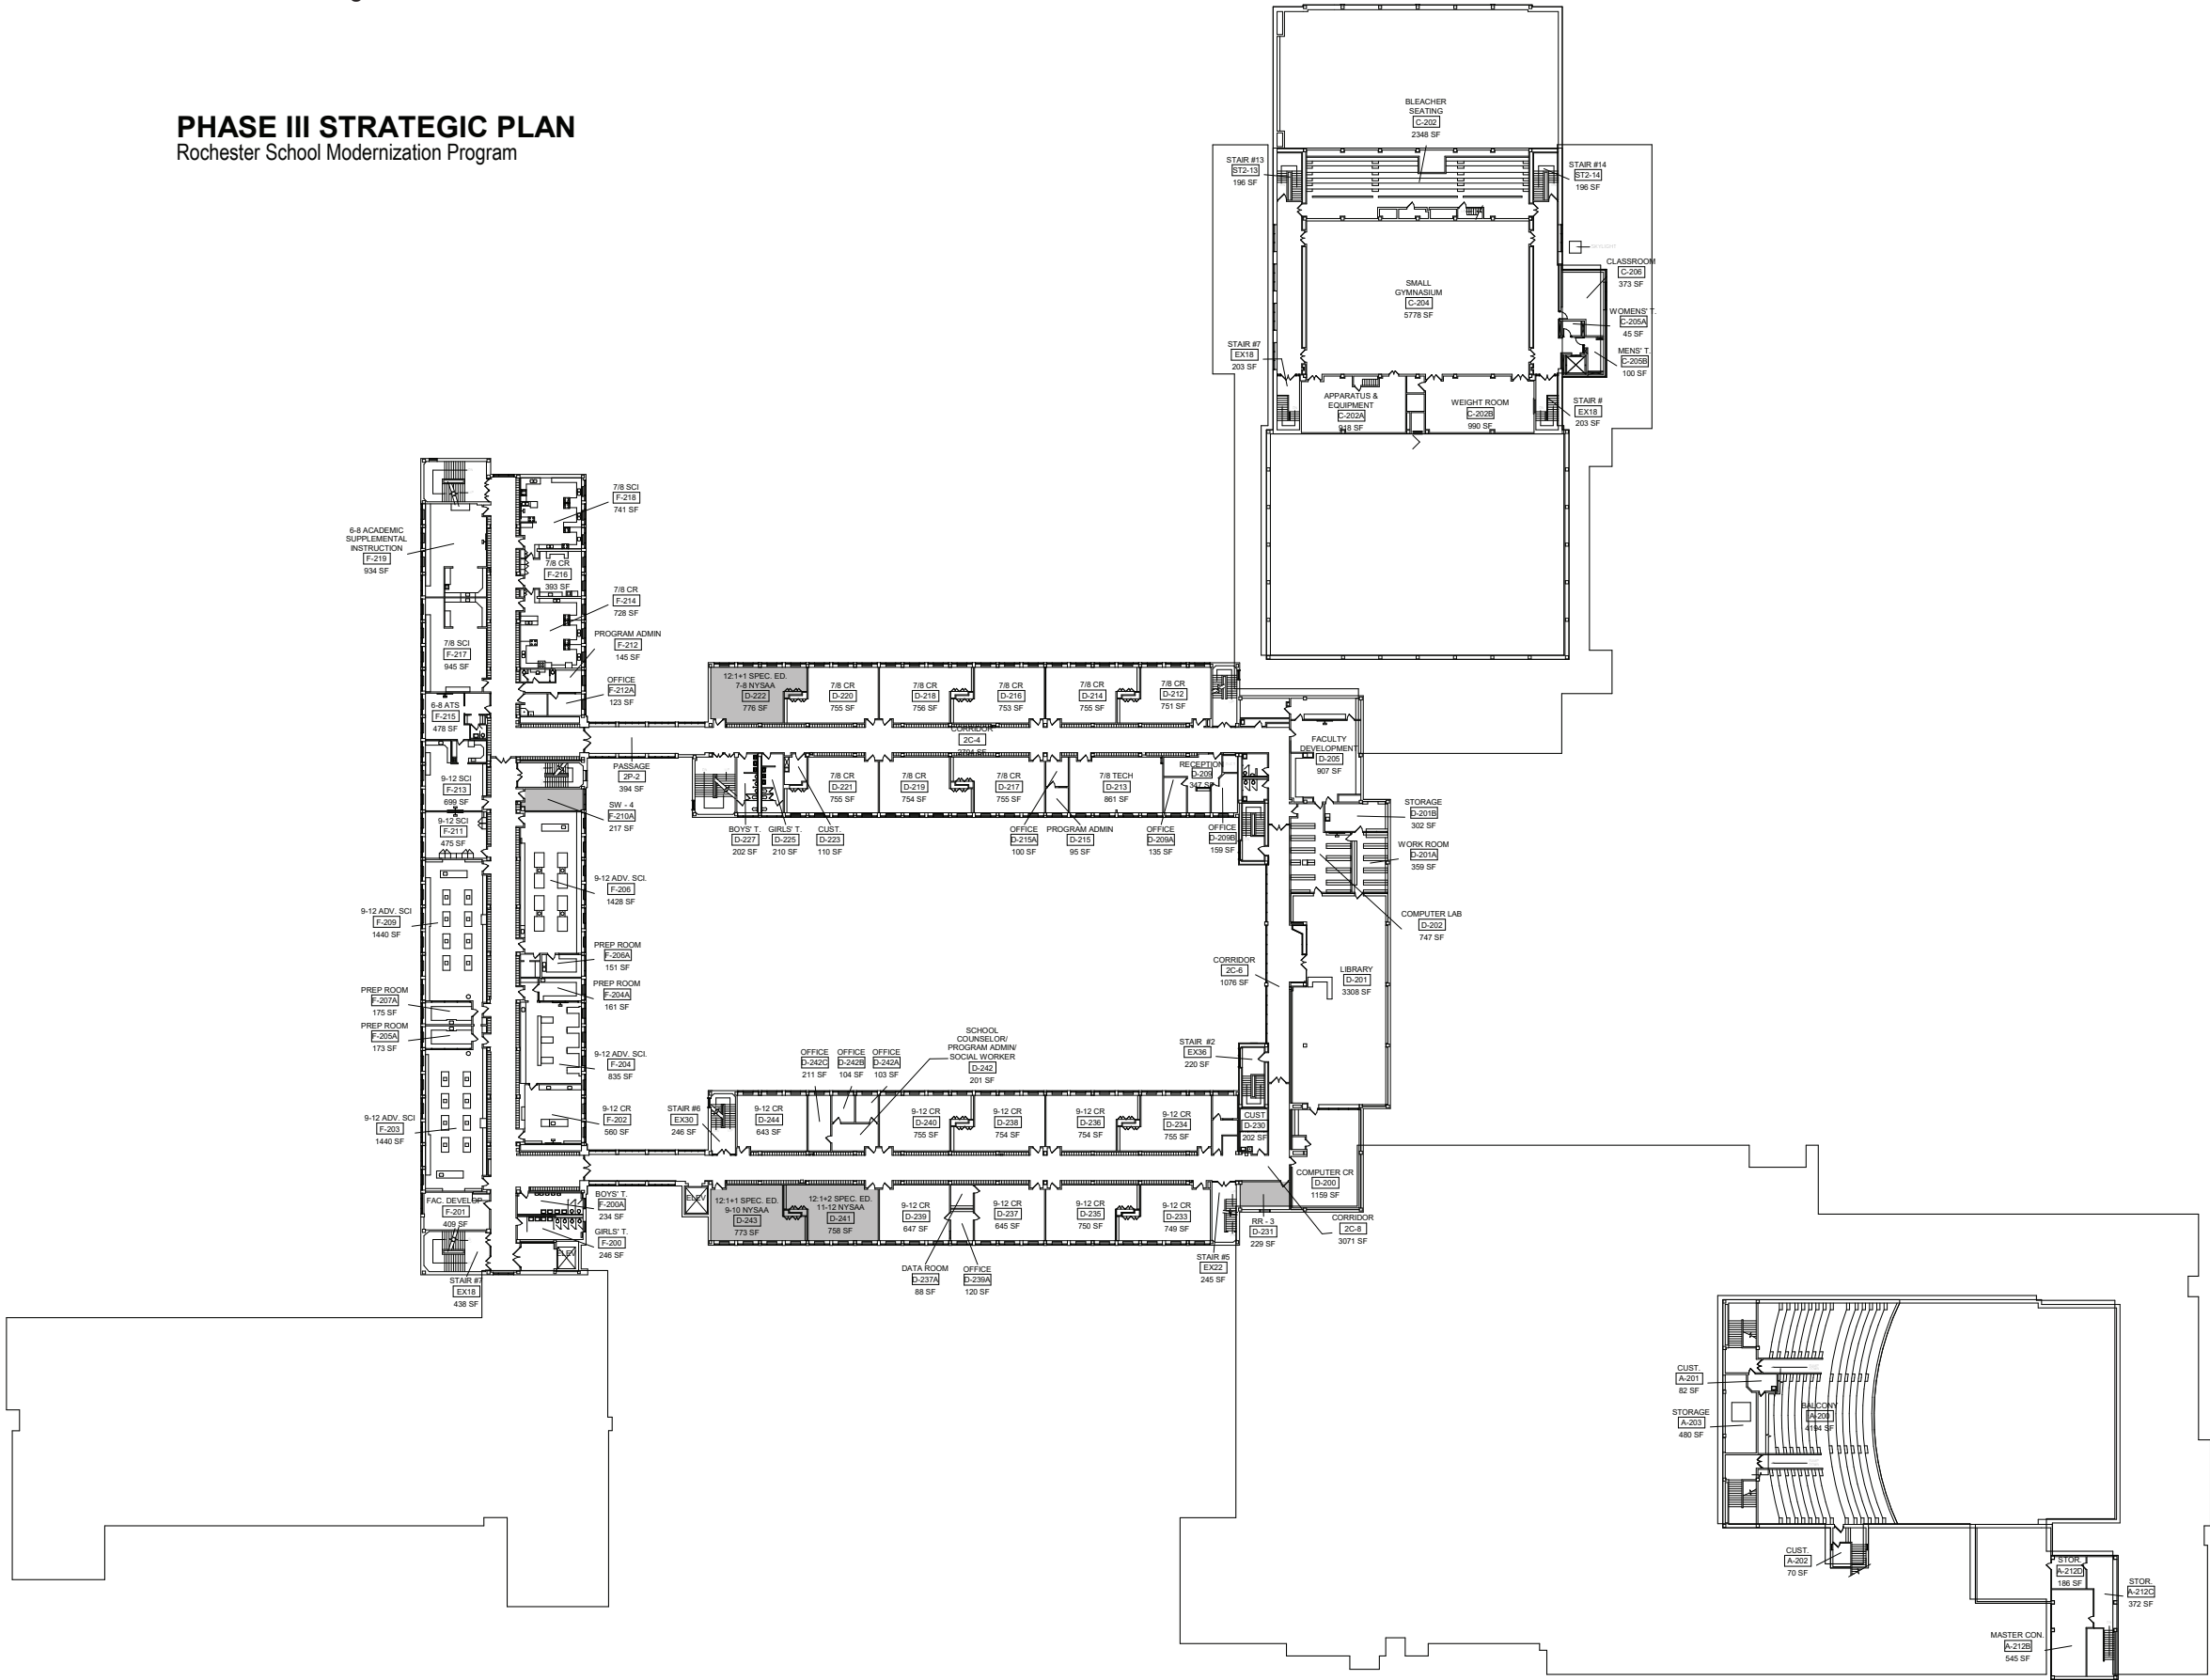 PHASE III STRATEGIC PLAN
Rochester School Modernization Program
BLEACHER
SEATING
C-202
2348 SF
STAIR #13
ST2-13
196 SF
STAIR #14
ST2-14
196 SF
SKYLIGHT
CLASSROOM
C-206
373 SF
SMALL
GYMNASIUM
C-204
5778 SF
WOMENS' T.
C-205A
45 SF
MENS' T.
C-205B
100 SF
STAIR #7
EX18
203 SF
APPARATUS &
EQUIPMENT
C-202A
918 SF
WEIGHT ROOM
C-202B
990 SF
STAIR #
EX18
203 SF
7/8 SCI
F-218
741 SF
6-8 ACADEMIC
SUPPLEMENTAL
INSTRUCTION
F-219
934 SF
7/8 CR
F-216
393 SF
7/8 CR
F-214
728 SF
7/8 SCI
F-217
945 SF
PROGRAM ADMIN
F-212
145 SF
OFFICE
F-212A
123 SF
6-8 ATS
F-215
478 SF
12:1+1 SPEC. ED.
7-8 NYSAA
D-222
776 SF
7/8 CR
D-220
755 SF
7/8 CR
D-218
756 SF
7/8 CR
D-216
753 SF
7/8 CR
D-214
755 SF
7/8 CR
D-212
751 SF
CORRIDOR
2C-4
2704 SF
FACULTY
DEVELOPMENT
D-205
907 SF
PASSAGE
2P-2
394 SF
9-12 SCI
F-213
699 SF
9-12 SCI
F-211
475 SF
SW - 4
F-210A
217 SF
7/8 CR
D-221
755 SF
7/8 CR
D-219
754 SF
7/8 CR
D-217
755 SF
7/8 TECH
D-213
861 SF
RECEPTION
D-209
347 SF
BOYS' T.
D-227
202 SF
GIRLS' T.
D-225
210 SF
CUST.
D-223
110 SF
OFFICE
D-215A
100 SF
PROGRAM ADMIN
D-215
95 SF
OFFICE
D-209A
135 SF
OFFICE
D-209B
159 SF
STORAGE
D-201B
302 SF
WORK ROOM
D-201A
359 SF
COMPUTER LAB
D-202
747 SF
9-12 ADV. SCI.
F-206
1428 SF
9-12 ADV. SCI
F-209
1440 SF
PREP ROOM
F-206A
151 SF
PREP ROOM
F-204A
161 SF
PREP ROOM
F-207A
175 SF
PREP ROOM
F-205A
173 SF
CORRIDOR
2C-6
1076 SF
LIBRARY
D-201
3308 SF
9-12 ADV. SCI.
F-204
835 SF
9-12 ADV. SCI
F-203
1440 SF
9-12 CR
F-202
560 SF
OFFICE
D-242C
211 SF
OFFICE
D-242B
104 SF
OFFICE
D-242A
103 SF
SCHOOL
COUNSELOR/
PROGRAM ADMIN/
SOCIAL WORKER
D-242
201 SF
STAIR #2
EX36
220 SF
STAIR #6
EX30
246 SF
9-12 CR
D-244
643 SF
9-12 CR
D-240
755 SF
9-12 CR
D-238
754 SF
9-12 CR
D-236
754 SF
9-12 CR
D-234
755 SF
CUST
D-230
202 SF
COMPUTER CR
D-200
1159 SF
FAC. DEVELOP.
F-201
409 SF
BOYS' T.
F-200A
234 SF
GIRLS' T.
F-200
246 SF
ELEV
ELEV
STAIR #7
EX18
438 SF
12:1+1 SPEC. ED.
9-10 NYSAA
D-243
773 SF
12:1+2 SPEC. ED.
11-12 NYSAA
D-241
758 SF
9-12 CR
D-239
647 SF
9-12 CR
D-237
645 SF
9-12 CR
D-235
750 SF
9-12 CR
D-233
749 SF
RR - 3
D-231
229 SF
CORRIDOR
2C-8
3071 SF
DATA ROOM
D-237A
88 SF
OFFICE
D-239A
120 SF
STAIR #5
EX22
245 SF
CUST.
A-201
82 SF
STORAGE
A-203
480 SF
BALCONY
A-200
4194 SF
CUST.
A-202
70 SF
STOR.
A-212D
186 SF
STOR.
A-212C
372 SF
MASTER CON.
A-212B
545 SF